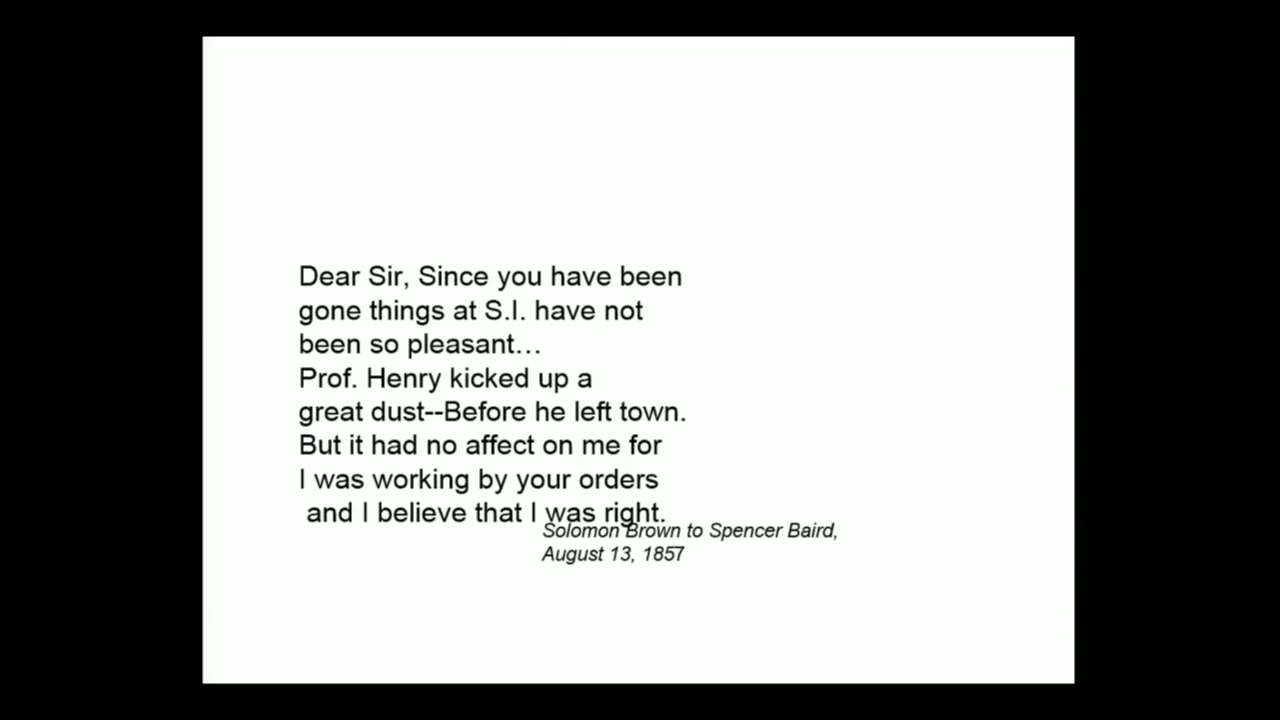 Dear Sir, Since you have been
gone things at S.I. have not
been so pleasant…
Prof. Henry kicked up a
great dust--Before he left town.
But it had no affect on me for
I was working by your orders
and I believe that I was right.
Solomon Brown to Spencer Baird,
August 13, 1857